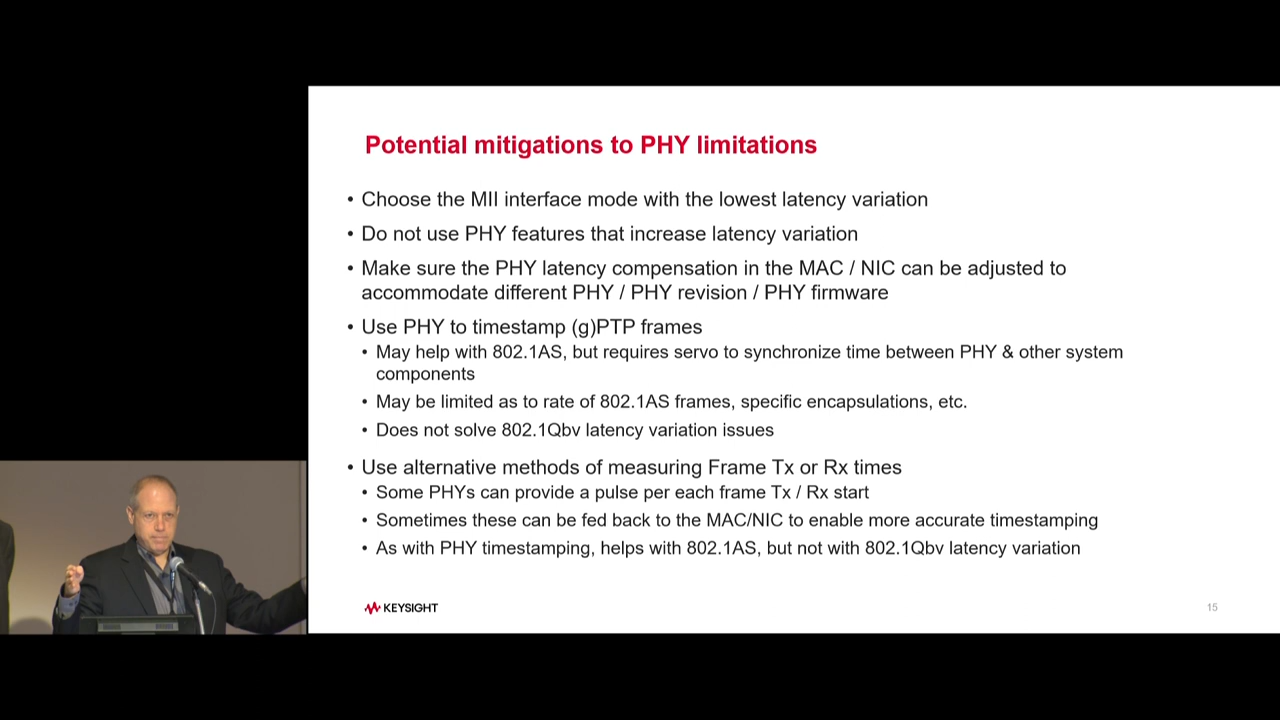 Potential mitigations to PHY limitations
• Choose the MII interface mode with the lowest latency variation
• Do not use PHY features that increase latency variation
• Make sure the PHY latency compensation in the MAC / NIC can be adjusted to
accommodate different PHY / PHY revision / PHY firmware
• Use PHY to timestamp (g)PTP frames
• May help with 802.1AS, but requires servo to synchronize time between PHY & other system
components
• May be limited as to rate of 802.1AS frames, specific encapsulations, etc.
• Does not solve 802.1Qbv latency variation issues
• Use alternative methods of measuring Frame Tx or Rx times
• Some PHYs can provide a pulse per each frame Tx / Rx start
• Sometimes these can be fed back to the MAC/NIC to enable more accurate timestamping
• As with PHY timestamping, helps with 802.1AS, but not with 802.1Qbv latency variation
KEYSIGHT
15